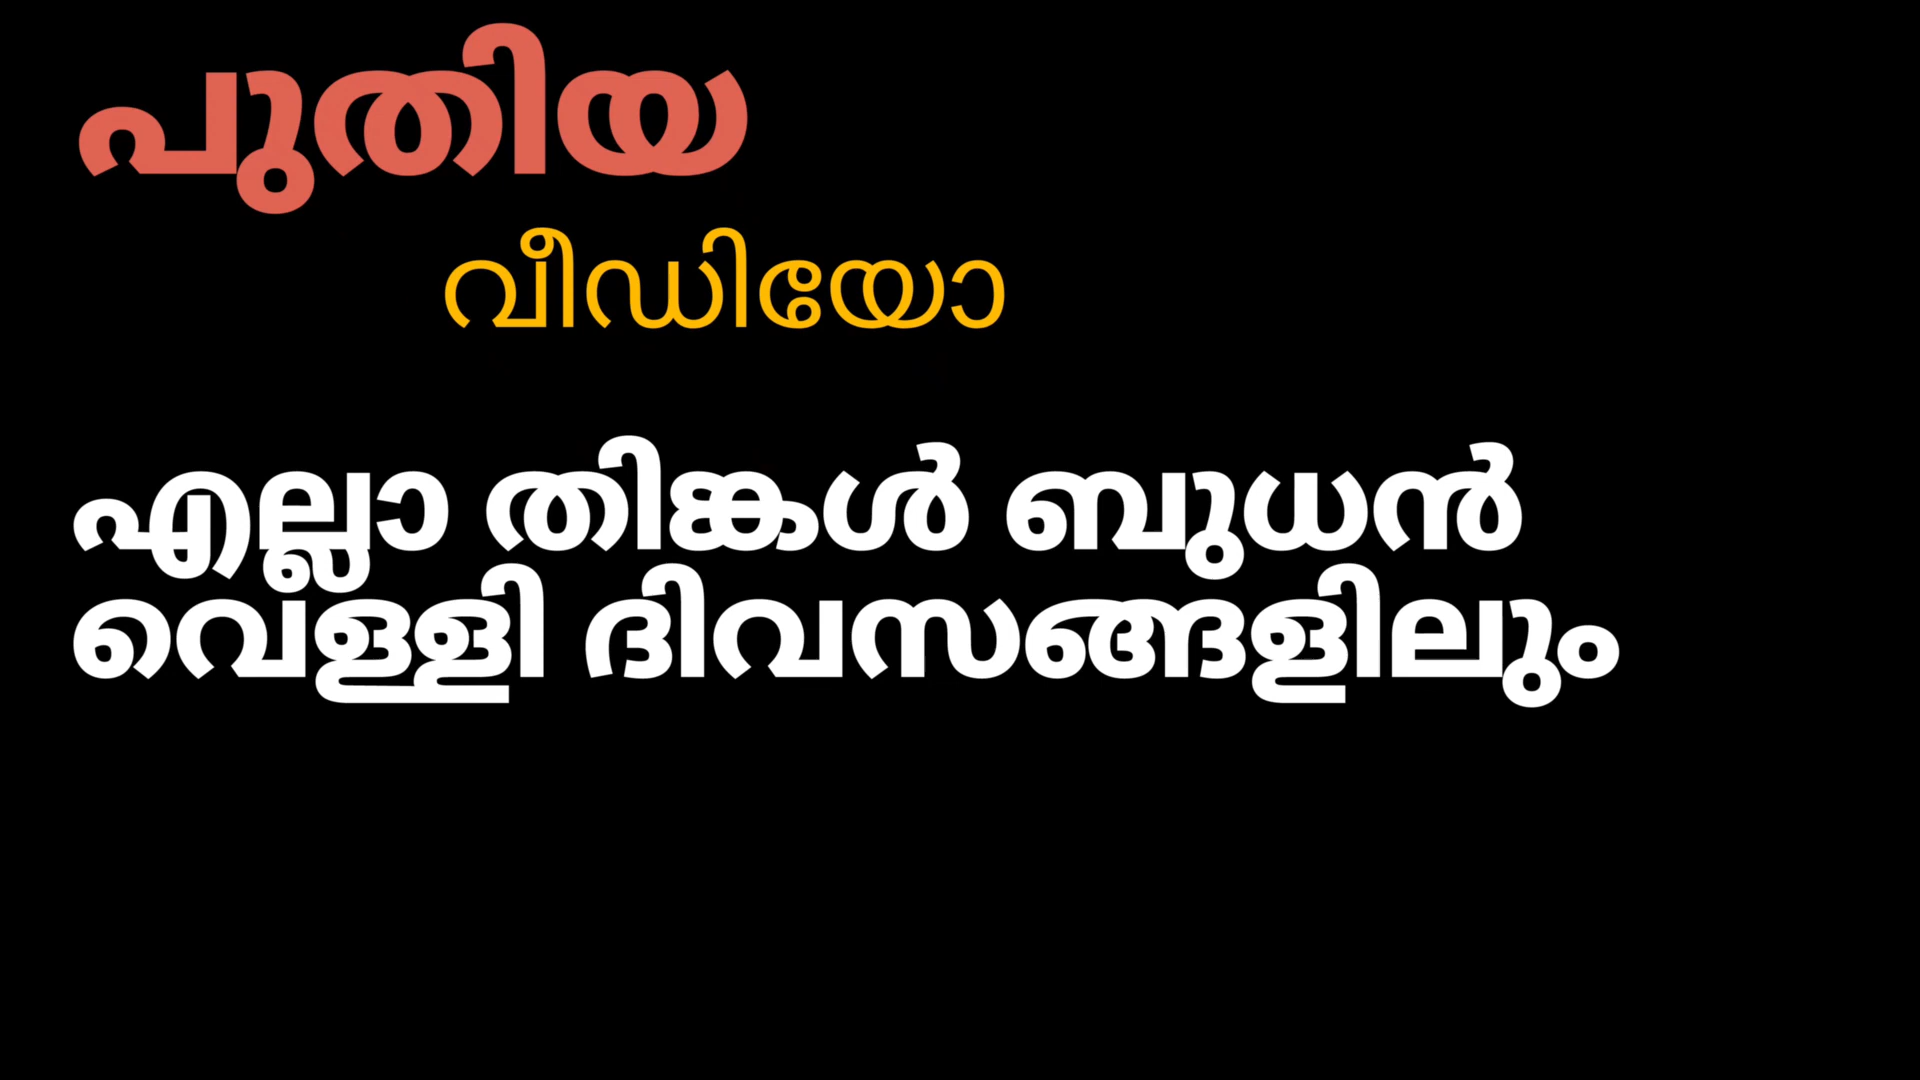 പുതിയ
വീഡിയോ
എല്ലാ തിങ്കൾ ബുധൻ
വെള്ളി ദിവസങ്ങളിലും